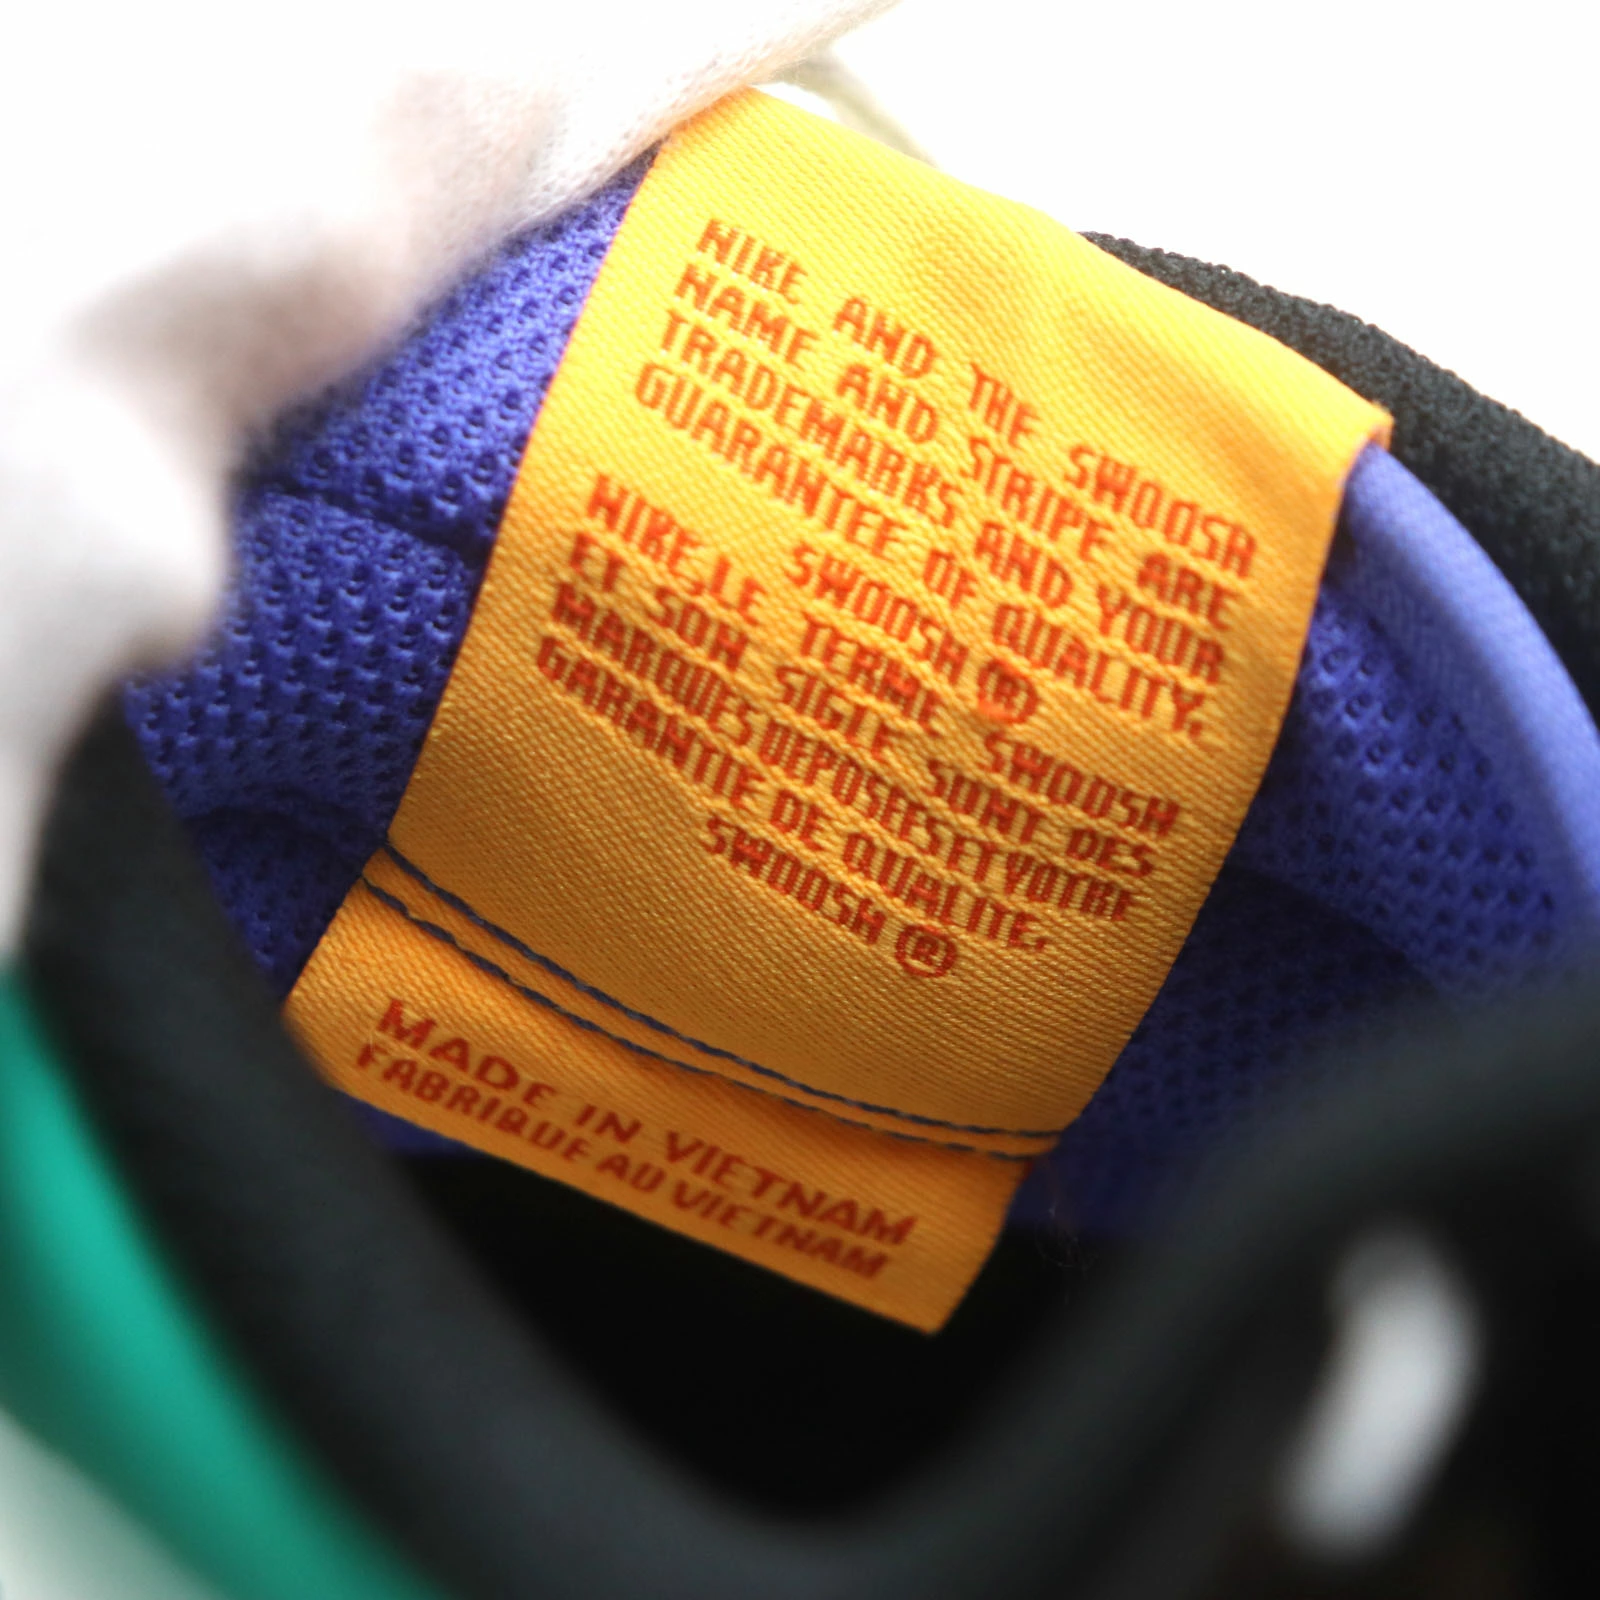 NIKE AND THE SWOOSH
NAME AND STRIPE ARE
TRADEMARKS AND YOUR
GUARANTEE OF QUALITY.
SWOOSH ®
NIKE,LE TERME SWOOSH
ET SON SIGLE SONT DES
MARQUES DEPOSEES ET VOTRE
GARANTIE DE QUALITE.
SWOOSH ®
MADE IN VIETNAM
FABRIQUE AU VIETNAM